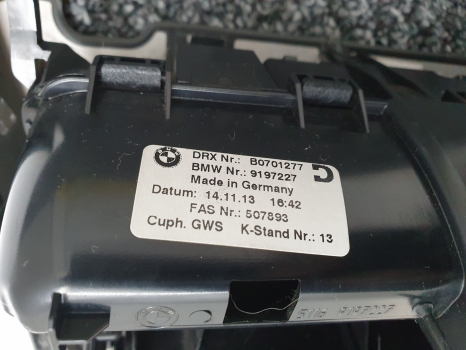 DRX Nr.: B0701277
BMW Nr.: 9197227
Made in Germany
Datum: 14.11.13 16:42
FAS Nr.: 507893
Cuph. GWS K-Stand Nr.: 13